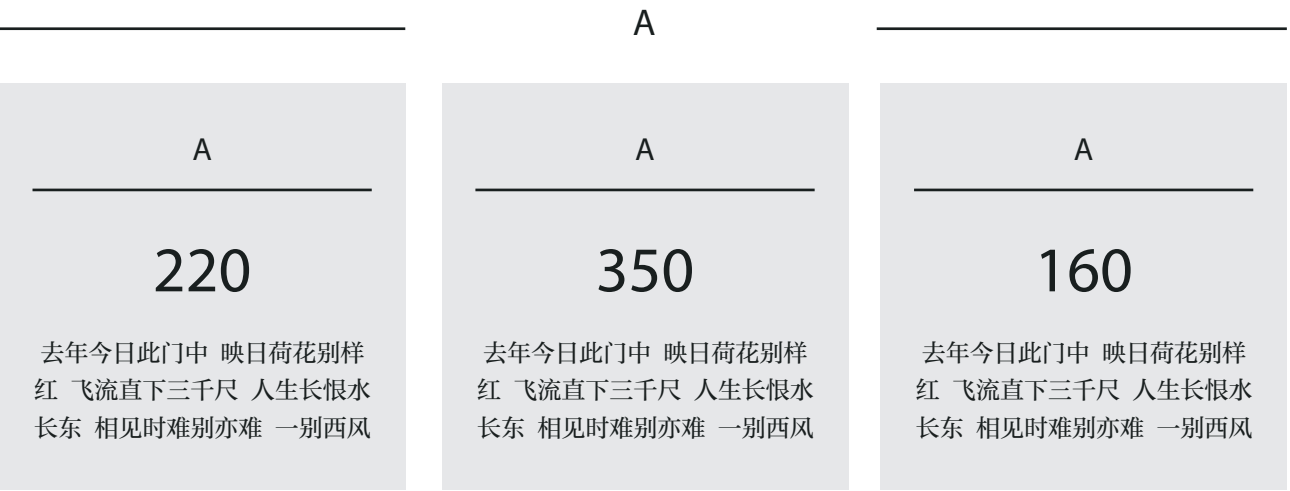 A
A
220
去年今日此门中 映日荷花别样
红 飞流直下三千尺 人生长恨水
长东 相见时难别亦难 一别西风
A
350
去年今日此门中 映日荷花别样
红 飞流直下三千尺 人生长恨水
长东 相见时难别亦难 一别西风
A
160
去年今日此门中 映日荷花别样
红 飞流直下三千尺 人生长恨水
长东 相见时难别亦难 一别西风